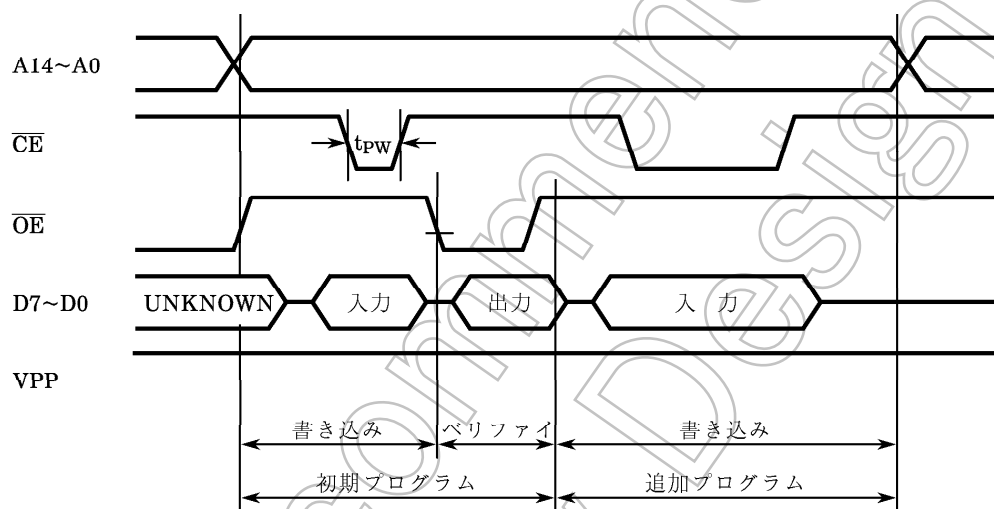 A14~A0
CE
tPW
OE
D7~D0
UNKNOWN
入力
出力
入 力
VPP
書き込み
ベリファイ
書き込み
初期プログラム
追加プログラム
ommen
Design